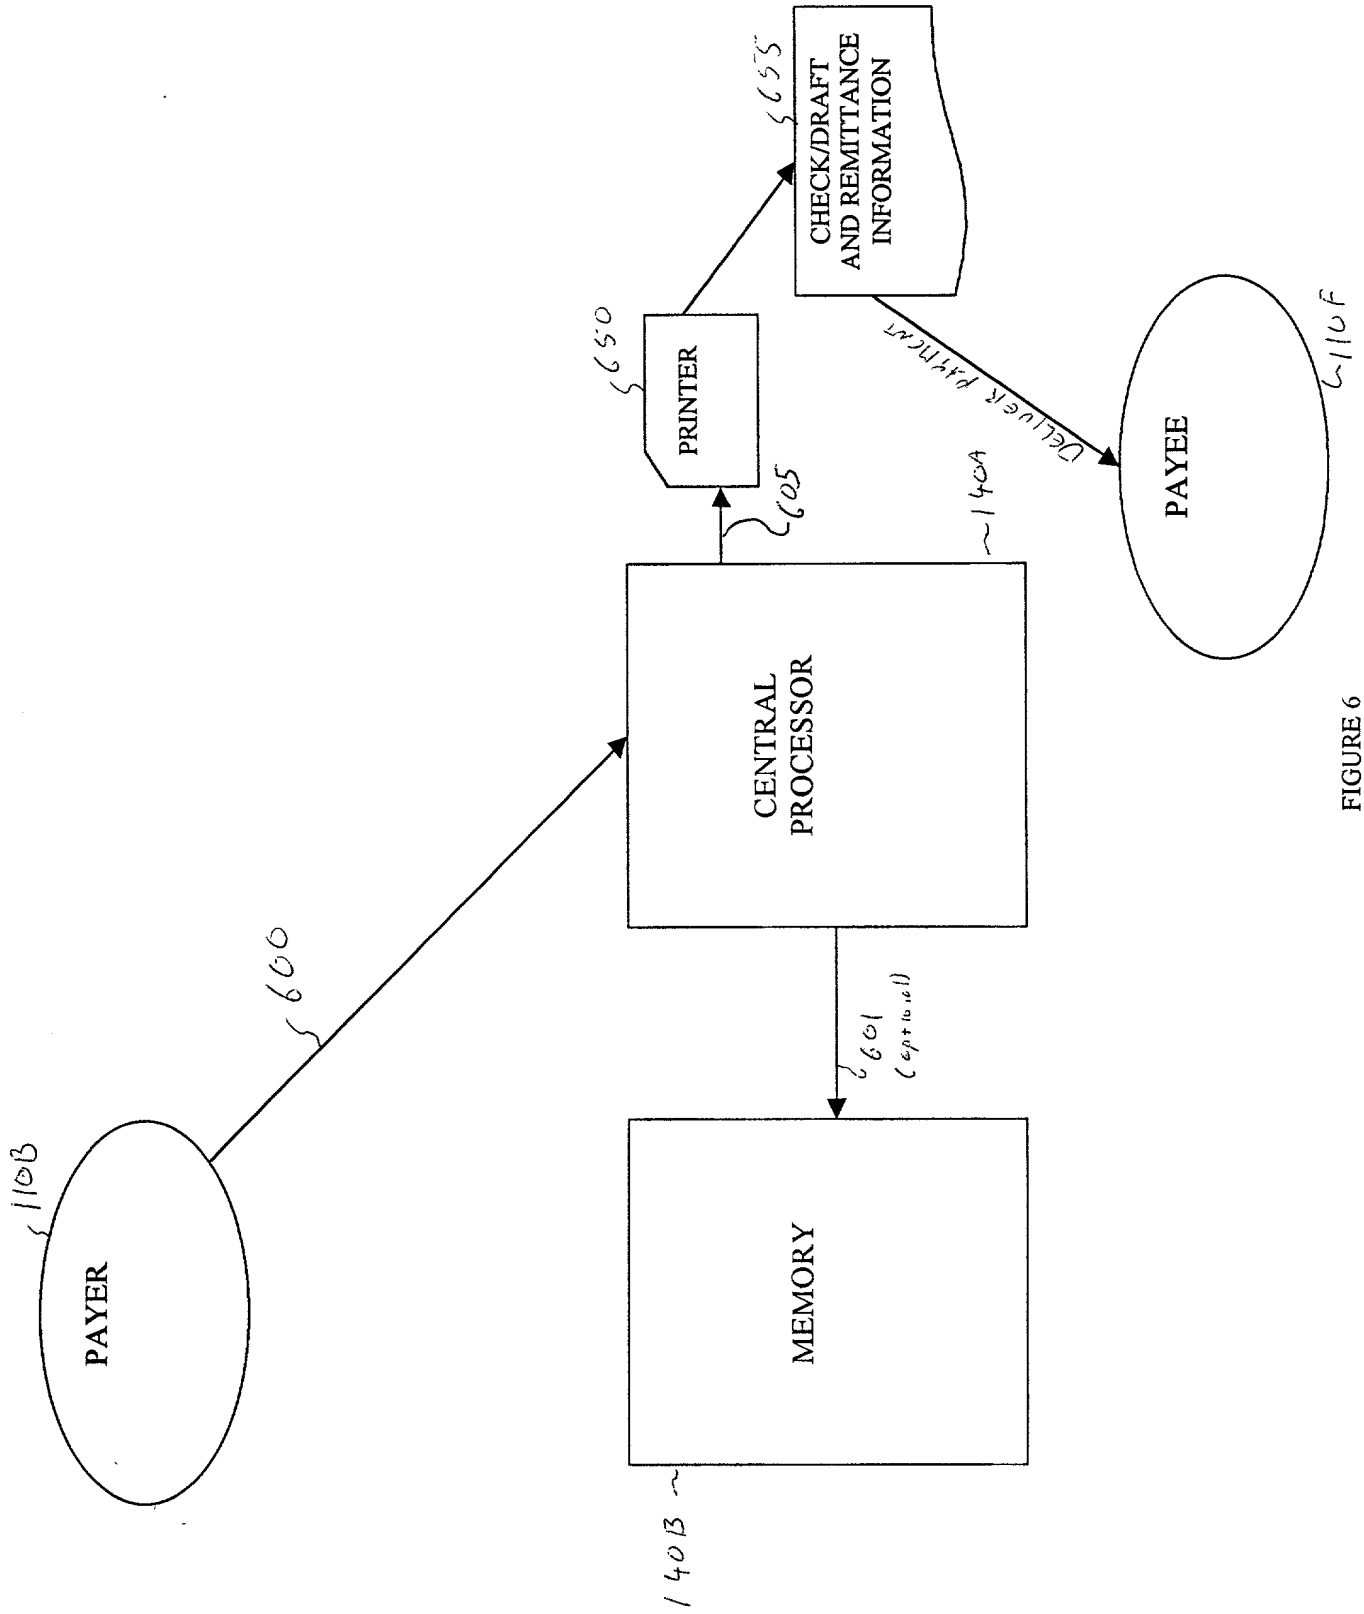 110B
PAYER
600
140B
MEMORY
601
(optional)
CENTRAL
PROCESSOR
140A
605
650
PRINTER
655
CHECK/DRAFT
AND REMITTANCE
INFORMATION
DELIVER PAYMENT
PAYEE
110F
FIGURE 6